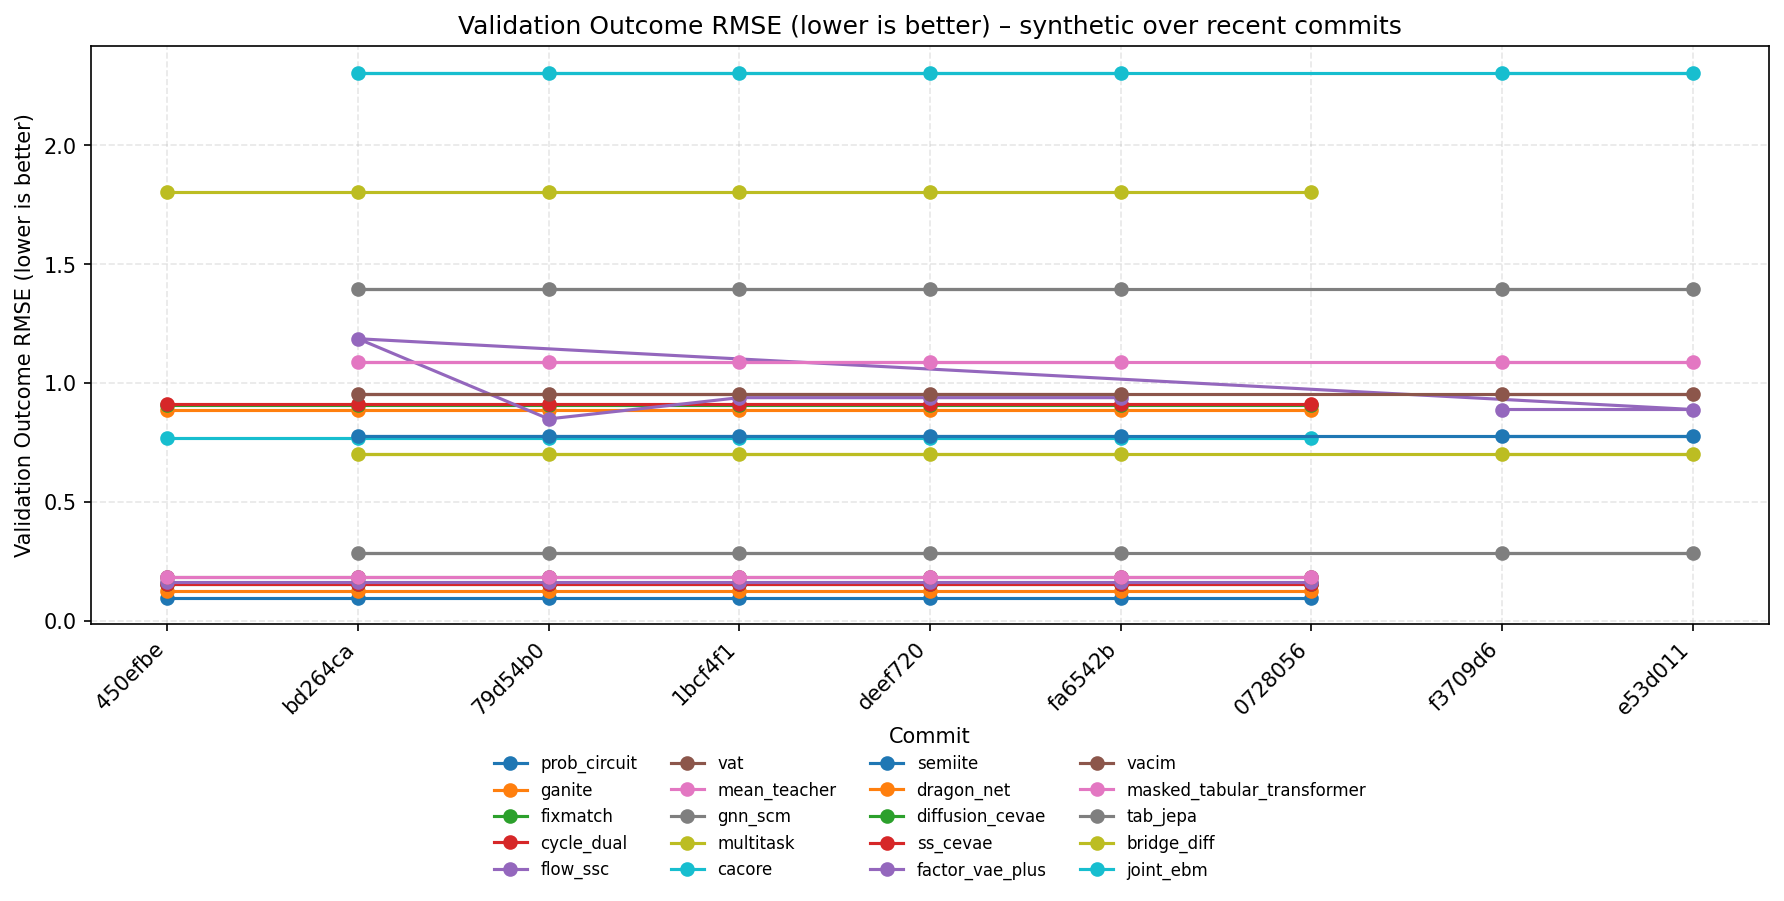 Validation Outcome RMSE (lower is better) – synthetic over recent commits
Validation Outcome RMSE (lower is better)
2.0
1.5
1.0
0.5
0.0
450efbe
bd264ca
79d54b0
1bcf4f1
deef720
fa6542b
0728056
f3709d6
e53d011
Commit
prob_circuit
ganite
fixmatch
cycle_dual
flow_ssc
vat
mean_teacher
gnn_scm
multitask
cacore
semiite
dragon_net
diffusion_cevae
ss_cevae
factor_vae_plus
vacim
masked_tabular_transformer
tab_jepa
bridge_diff
joint_ebm